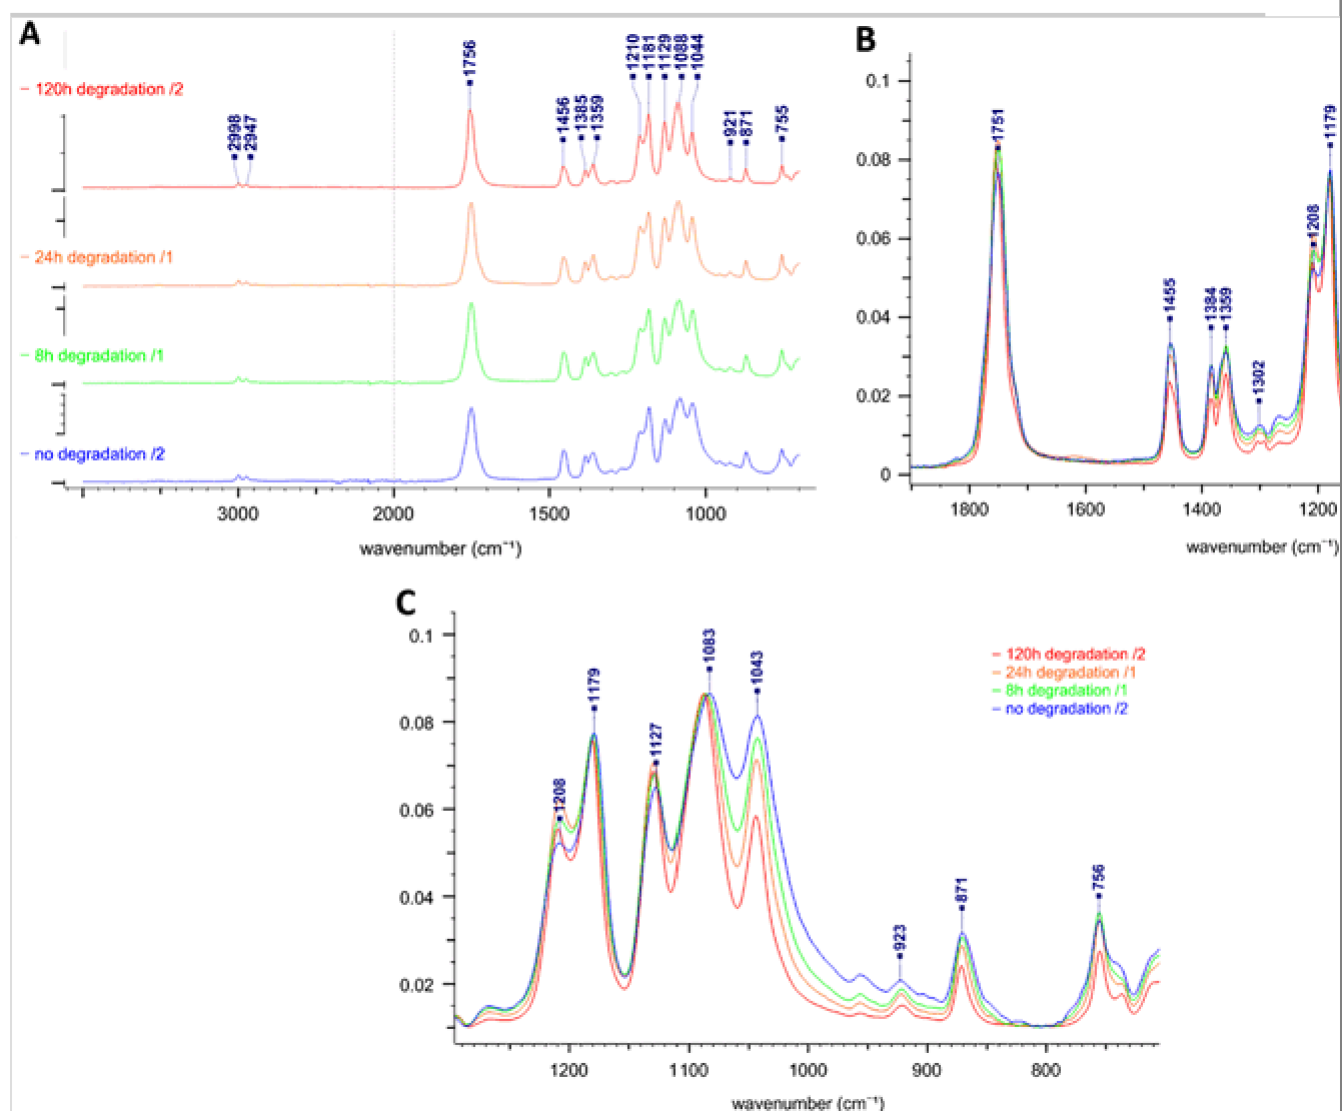 A
B
1756
1210
1181
1129
1088
1044
1456
1385
1359
921
871
755
2998
2947
– 120h degradation /2
– 24h degradation /1
– 8h degradation /1
– no degradation /2
3000 2000 1500 1000
wavenumber (cm⁻¹)
0.1
0.08
0.06
0.04
0.02
0
1751
1455
1384
1359
1302
1208
1179
1800 1600 1400 1200
wavenumber (cm⁻¹)
C
0.1
0.08
0.06
0.04
0.02
1208
1179
1127
1083
1043
923
871
756
– 120h degradation /2
– 24h degradation /1
– 8h degradation /1
– no degradation /2
1200 1100 1000 900 800
wavenumber (cm⁻¹)